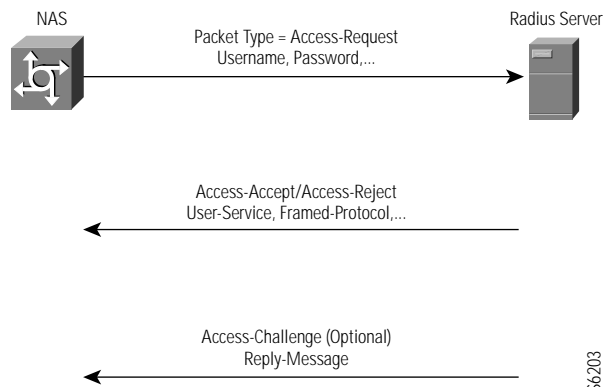 NAS
Radius Server
Packet Type = Access-Request
Username, Password,...
Access-Accept/Access-Reject
User-Service, Framed-Protocol,...
Access-Challenge (Optional)
Reply-Message